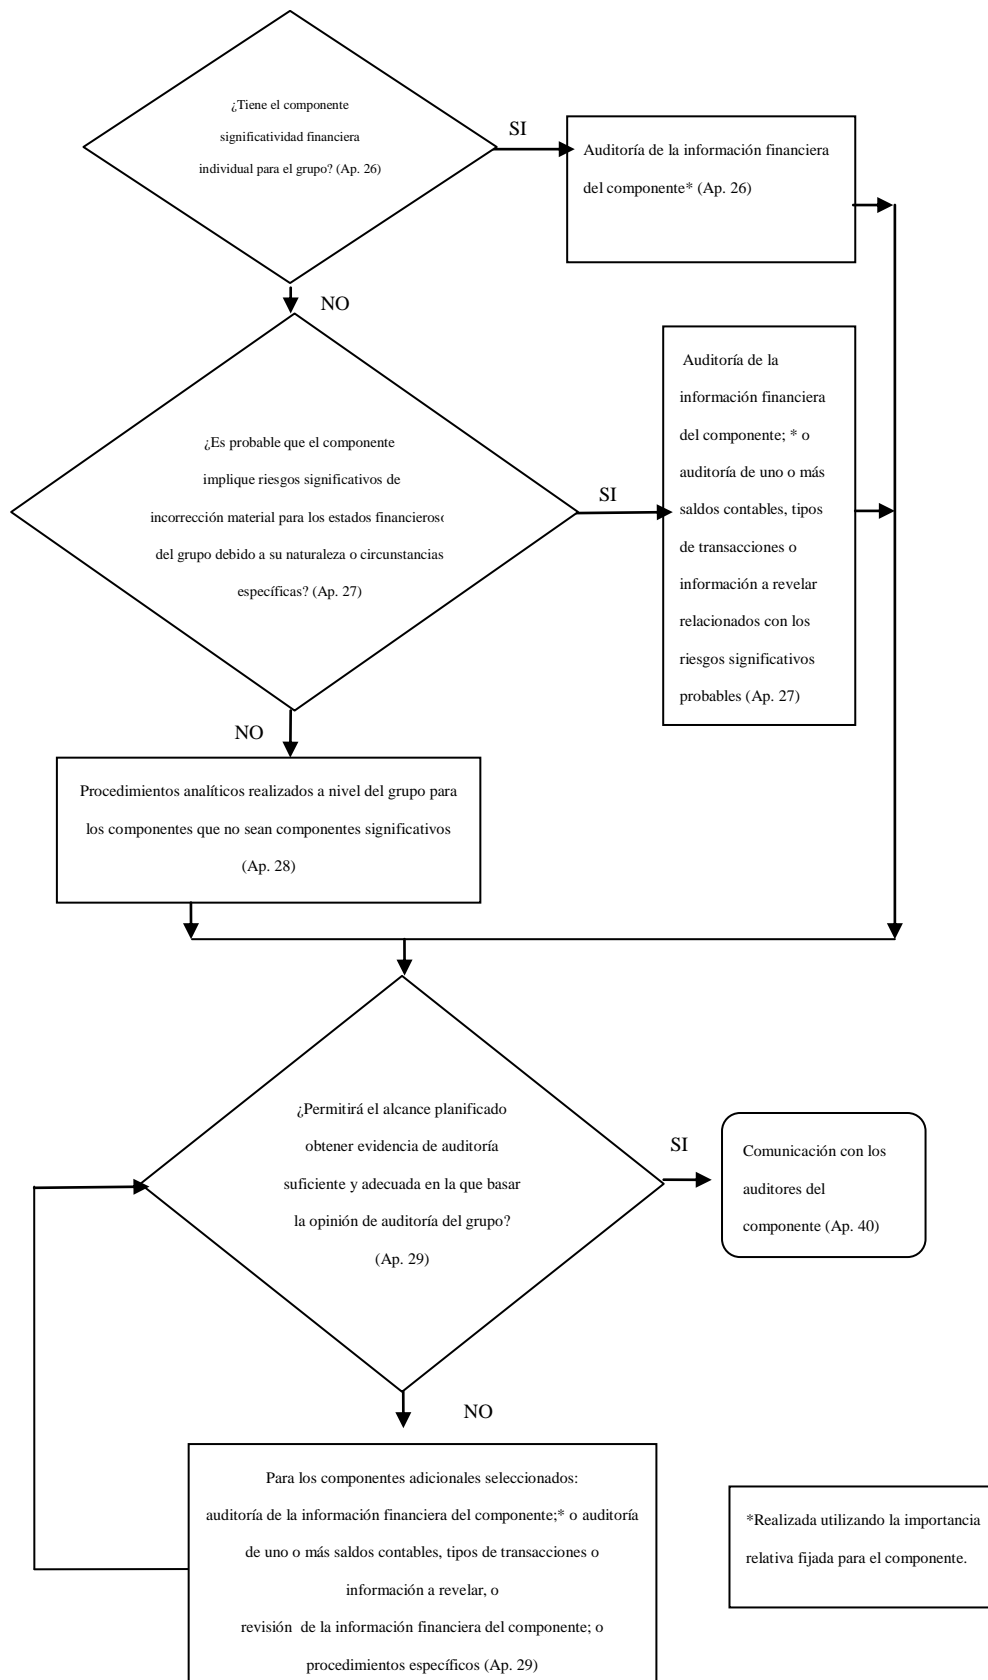 ¿Tiene el componente
significatividad financiera
individual para el grupo? (Ap. 26)
SI
Auditoría de la información financiera
del componente* (Ap. 26)
NO
¿Es probable que el componente
implique riesgos significativos de
incorrección material para los estados financieros
del grupo debido a su naturaleza o circunstancias
específicas? (Ap. 27)
SI
Auditoría de la
información financiera
del componente; * o
auditoría de uno o más
saldos contables, tipos
de transacciones o
información a revelar
relacionados con los
riesgos significativos
probables (Ap. 27)
NO
Procedimientos analíticos realizados a nivel del grupo para
los componentes que no sean componentes significativos
(Ap. 28)
¿Permitirá el alcance planificado
obtener evidencia de auditoría
suficiente y adecuada en la que basar
la opinión de auditoría del grupo?
(Ap. 29)
SI
Comunicación con los
auditores del
componente (Ap. 40)
NO
Para los componentes adicionales seleccionados:
auditoría de la información financiera del componente;* o auditoría
de uno o más saldos contables, tipos de transacciones o
información a revelar, o
revisión de la información financiera del componente; o
procedimientos específicos (Ap. 29)
*Realizada utilizando la importancia
relativa fijada para el componente.